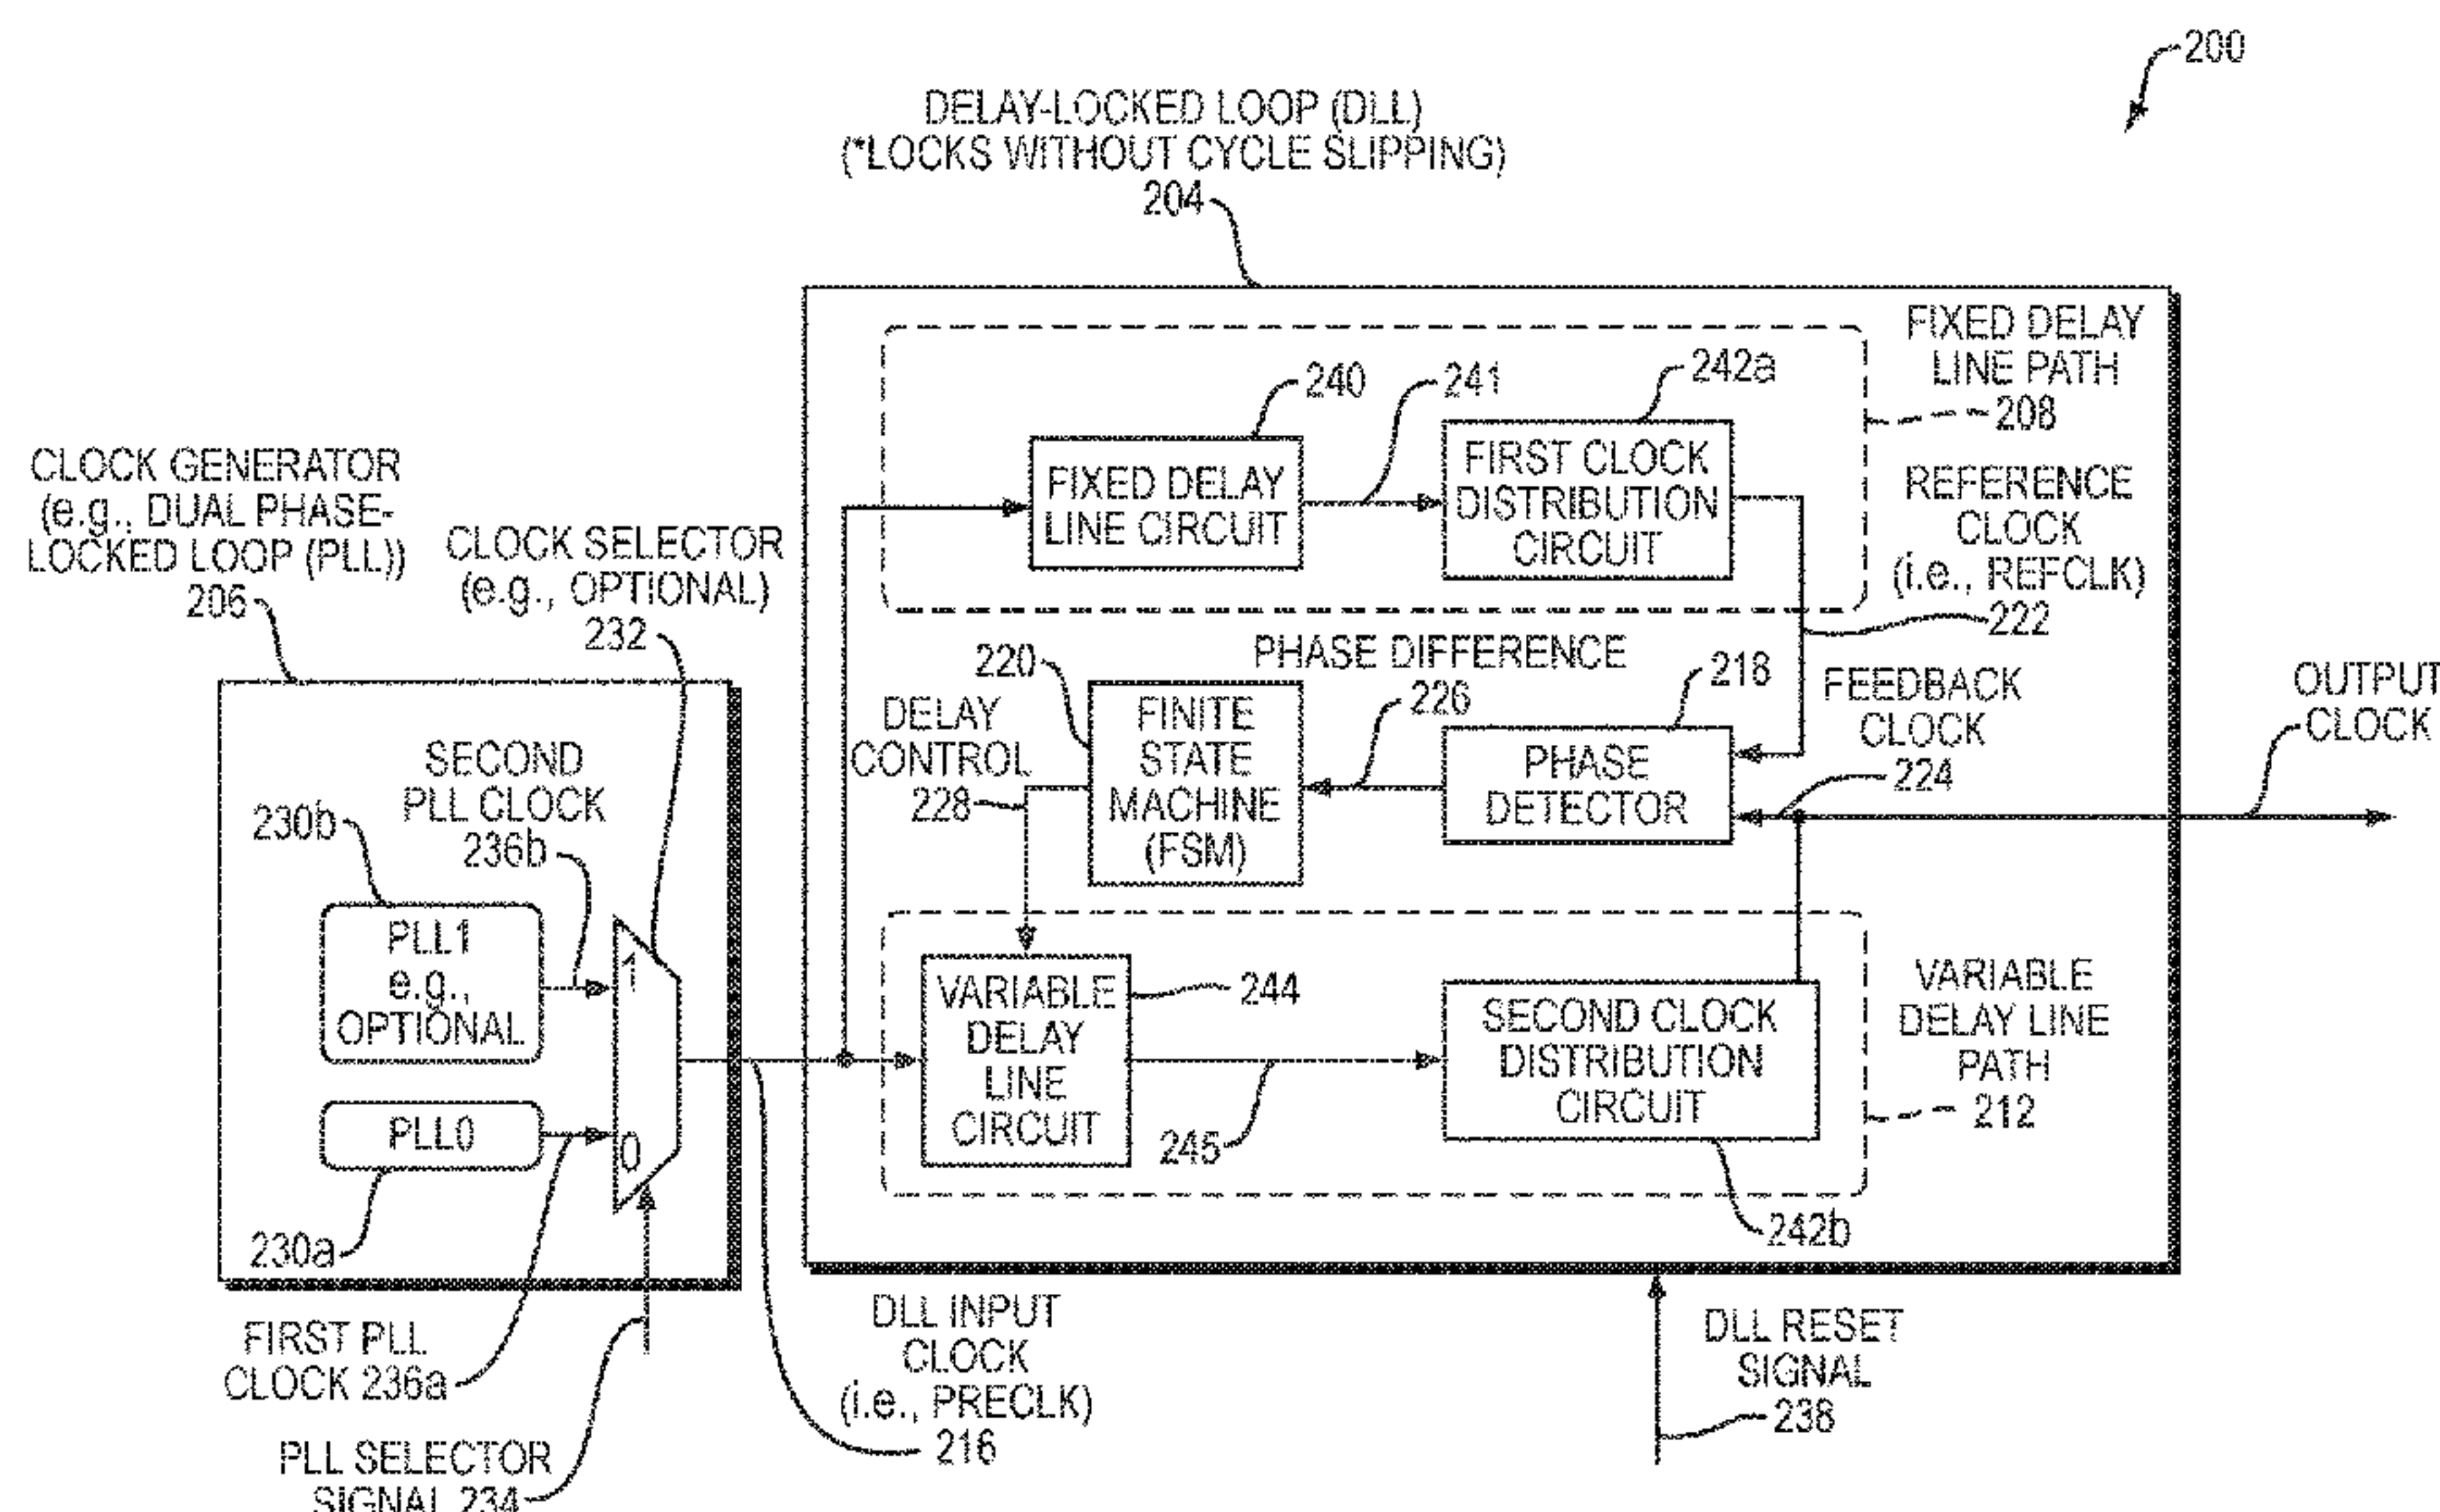 200
DELAY-LOCKED LOOP (DLL)
(*LOCKS WITHOUT CYCLE SLIPPING)
204
FIXED DELAY
LINE PATH
208
240
241
242a
FIXED DELAY
LINE CIRCUIT
FIRST CLOCK
DISTRIBUTION
CIRCUIT
REFERENCE
CLOCK
(i.e., REFCLK)
222
CLOCK GENERATOR
(e.g., DUAL PHASE-
LOCKED LOOP (PLL))
206
CLOCK SELECTOR
(e.g., OPTIONAL)
232
220
PHASE DIFFERENCE
226
218
FEEDBACK
CLOCK
224
OUTPUT
CLOCK
DELAY
CONTROL
228
FINITE
STATE
MACHINE
(FSM)
PHASE
DETECTOR
SECOND
PLL CLOCK
236b
230b
PLL1
e.g.,
OPTIONAL
1
PLL0
0
230a
VARIABLE
DELAY
LINE
CIRCUIT
244
245
SECOND CLOCK
DISTRIBUTION
CIRCUIT
242b
VARIABLE
DELAY LINE
PATH
212
FIRST PLL
CLOCK 236a
PLL SELECTOR
SIGNAL 234
DLL INPUT
CLOCK
(i.e., PRECLK)
216
DLL RESET
SIGNAL
238